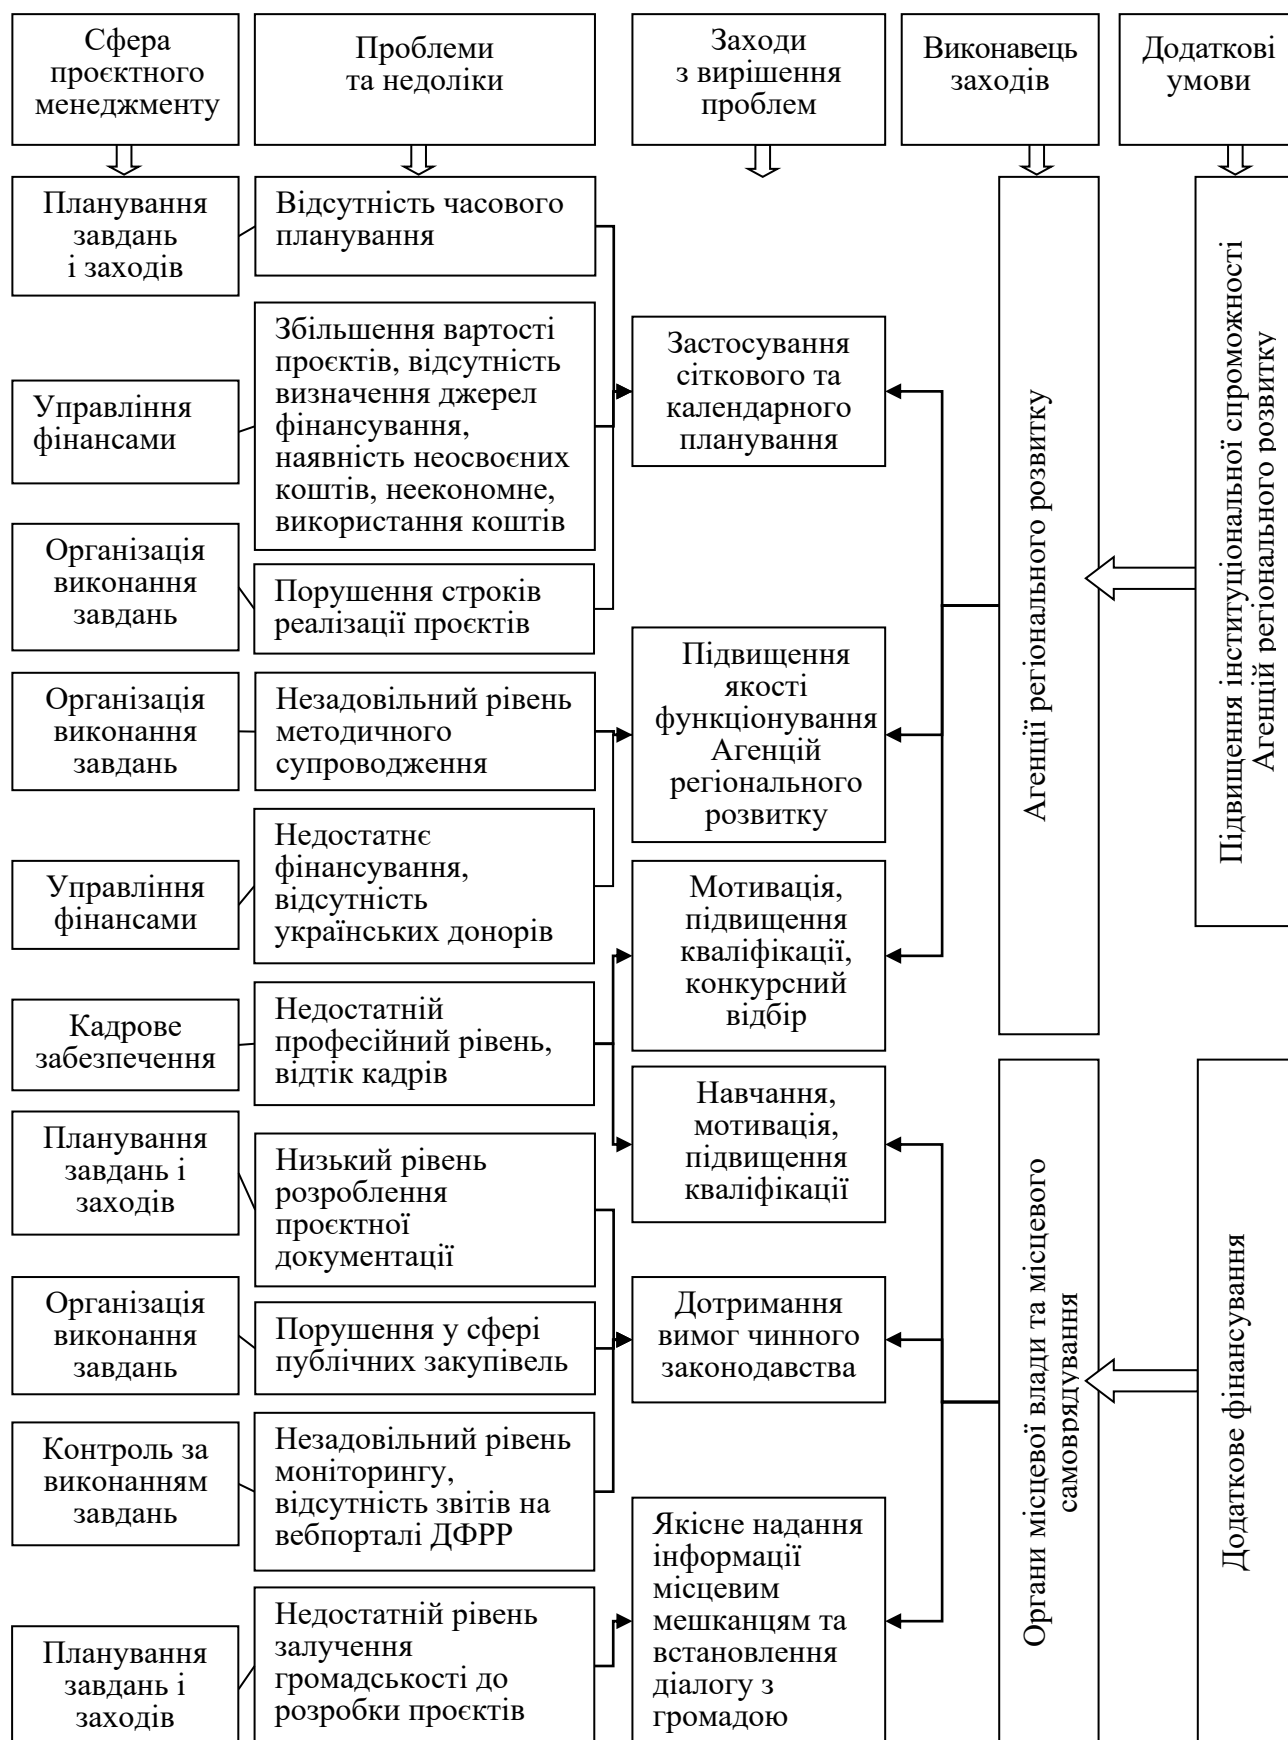 Сфера
проєктного
менеджменту
Проблеми
та недоліки
Заходи
з вирішення
проблем
Виконавець
заходів
Додаткові
умови
Планування
завдань
і заходів
Відсутність часового
планування
Управління
фінансами
Збільшення вартості
проєктів, відсутність
визначення джерел
фінансування,
наявність неосвоєних
коштів, неекономне,
використання коштів
Застосування
сіткового та
календарного
планування
Організація
виконання
завдань
Порушення строків
реалізації проєктів
Організація
виконання
завдань
Незадовільний рівень
методичного
супроводження
Підвищення
якості
функціонування
Агенцій
регіонального
розвитку
Управління
фінансами
Недостатнє
фінансування,
відсутність
українських донорів
Мотивація,
підвищення
кваліфікації,
конкурсний
відбір
Агенції регіонального розвитку
Підвищення інституціональної спроможності
Агенцій регіонального розвитку
Кадрове
забезпечення
Недостатній
професійний рівень,
відтік кадрів
Навчання,
мотивація,
підвищення
кваліфікації
Планування
завдань і
заходів
Низький рівень
розроблення
проєктної
документації
Організація
виконання
завдань
Порушення у сфері
публічних закупівель
Дотримання
вимог чинного
законодавства
Контроль за
виконанням
завдань
Незадовільний рівень
моніторингу,
відсутність звітів на
вебпорталі ДФРР
Планування
завдань і
заходів
Недостатній рівень
залучення
громадськості до
розробки проєктів
Якісне надання
інформації
місцевим
мешканцям та
встановлення
діалогу з
громадою
Органи місцевої влади та місцевого
самоврядування
Додаткове фінансування